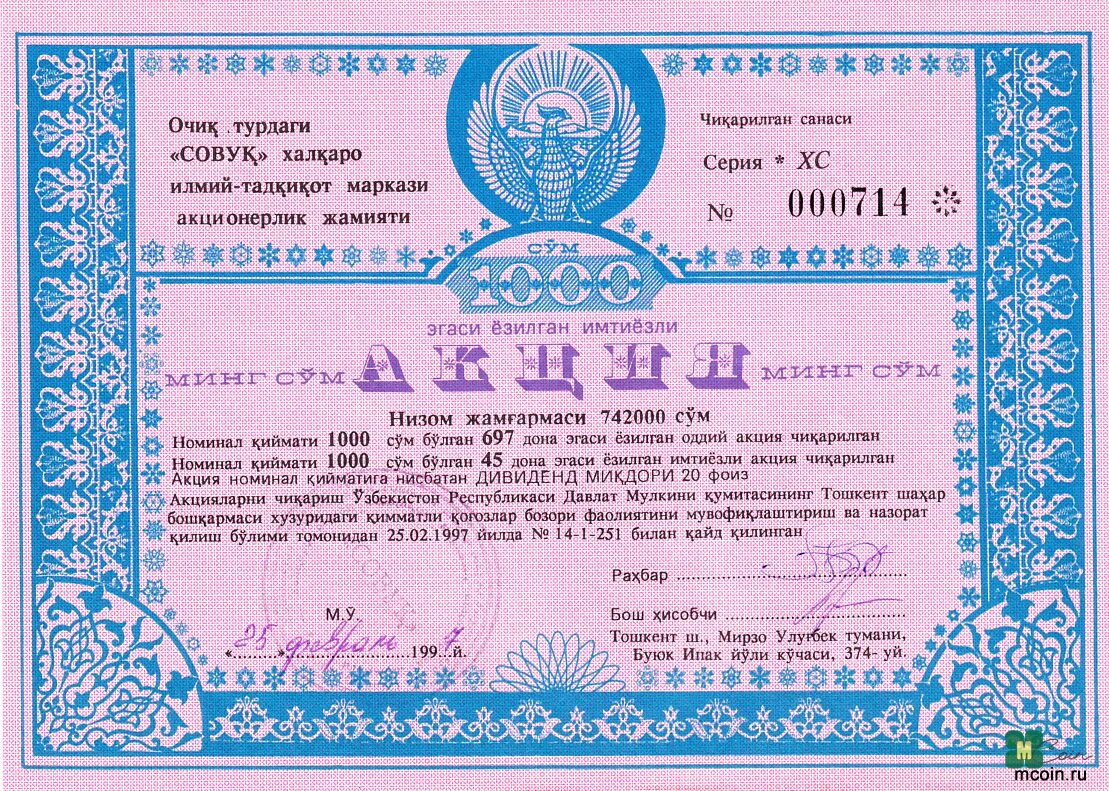 Очиқ турдаги
«СОВУҚ» халқаро
илмий-тадқиқот маркази
акционерлик жамияти
Чиқарилган санаси
Серия * ХС
№ 000714
СЎМ
1000
эгаси ёзилган имтиёзли
МИНГ СЎМ АКЦИЯ МИНГ СЎМ
Низом жамғармаси 742000 сўм
Номинал қиймати 1000 сўм бўлган 697 дона эгаси ёзилган оддий акция чиқарилган
Номинал қиймати 1000 сўм бўлган 45 дона эгаси ёзилган имтиёзли акция чиқарилган
Акция номинал қийматига нисбатан ДИВИДЕНД МИҚДОРИ 20 фоиз
Акцияларни чиқариш Ўзбекистон Республикаси Давлат Мулкини қумитасининг Тошкент шаҳар
бошқармаси хузуридаги қимматли қоғозлар бозори фаолиятини мувофиқлаштириш ва назорат
қилиш бўлими томонидан 25.02.1997 йилда № 14-1-251 билан қайд қилинган
Раҳбар
М.Ў.
Бош ҳисобчи
«25» февраль 1997 й.
Тошкент ш., Мирзо Улуғбек тумани,
Буюк Ипак йўли кўчаси, 374- уй.
M Coin
mcoin.ru